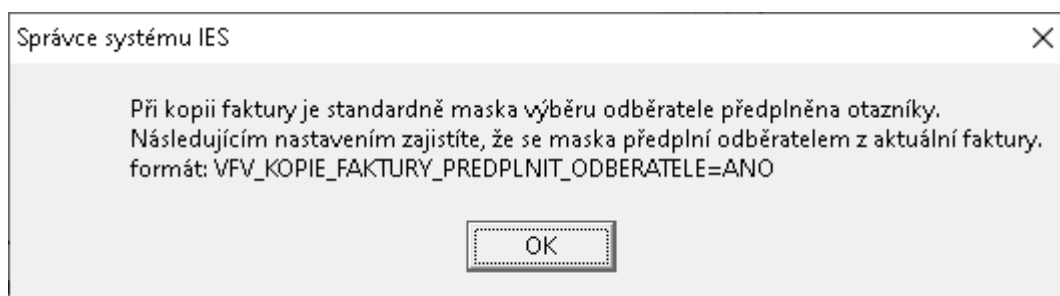 Správce systému IES
Při kopii faktury je standardně maska výběru odběratele předplněna otazníky.
Následujícím nastavením zajistíte, že se maska předplní odběratelem z aktuální faktury.
formát: VFV_KOPIE_FAKTURY_PREDPLNIT_ODBERATELE=ANO
OK